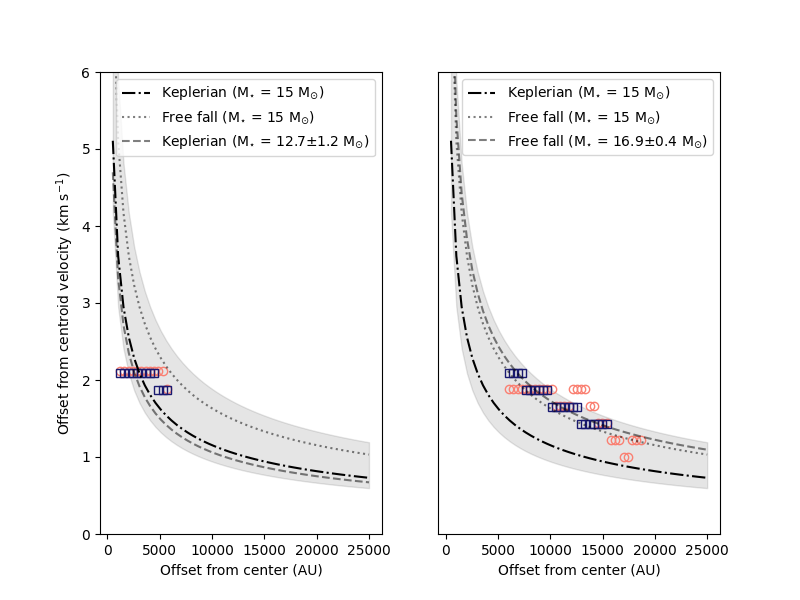 Keplerian (M⋆ = 15 M⊙)
Free fall (M⋆ = 15 M⊙)
Keplerian (M⋆ = 12.7±1.2 M⊙)
Keplerian (M⋆ = 15 M⊙)
Free fall (M⋆ = 15 M⊙)
Free fall (M⋆ = 16.9±0.4 M⊙)
Offset from centroid velocity (km s⁻¹)
6
5
4
3
2
1
0
0 5000 10000 15000 20000 25000
0 5000 10000 15000 20000 25000
Offset from center (AU)
Offset from center (AU)